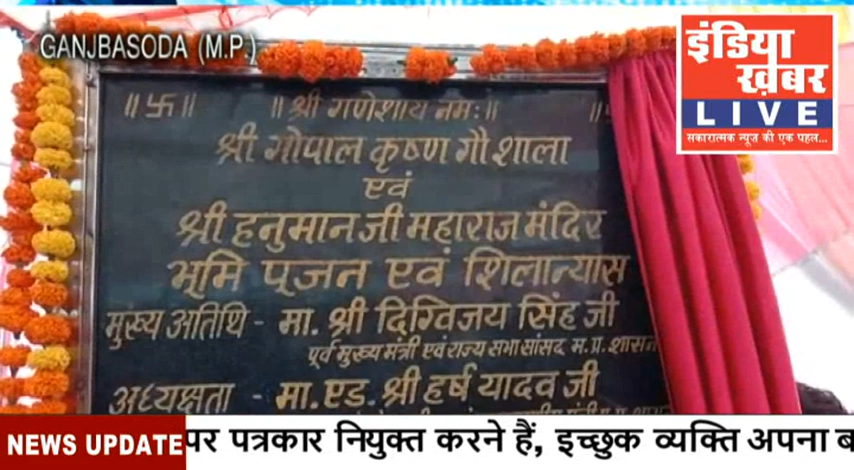 GANJBASODA (M.P.)
इंडिया
ख़बर
LIVE
सकारात्मक न्यूज की एक पहल...
॥ 卐 ॥ ॥ श्री गणेशाय नमः ॥
श्री गोपाल कृष्ण गौ शाला
एवं
श्री हनुमान जी महाराज मंदिर
भूमि पूजन एवं शिलान्यास
मुख्य अतिथि - मा. श्री दिग्विजय सिंह जी
पूर्व मुख्य मंत्री एवं राज्य सभा सांसद म.प्र. शासन
अध्यक्षता - मा. एड. श्री हर्ष यादव जी
NEWS UPDATE पर पत्रकार नियुक्त करने हैं, इच्छुक व्यक्ति अपना ब